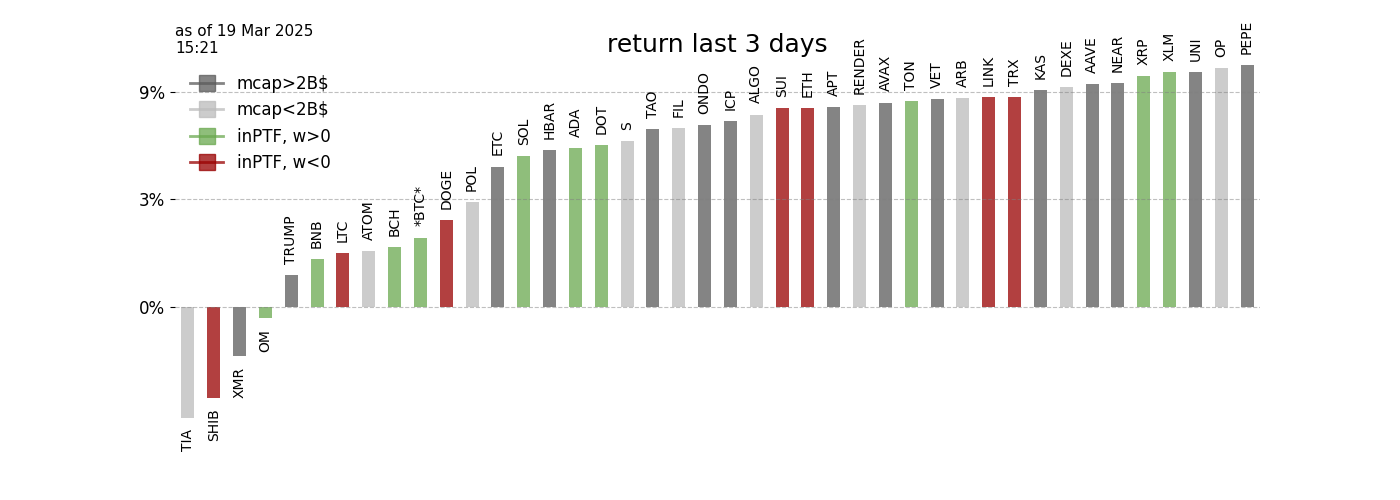 as of 19 Mar 2025
15:21
return last 3 days
mcap>2B$
mcap<2B$
inPTF, w>0
inPTF, w<0
9%
3%
0%
TIA
SHIB
XMR
OM
TRUMP
BNB
LTC
ATOM
BCH
*BTC*
DOGE
POL
ETC
SOL
HBAR
ADA
DOT
S
TAO
FIL
ONDO
ICP
ALGO
SUI
ETH
APT
RENDER
AVAX
TON
VET
ARB
LINK
TRX
KAS
DEXE
AAVE
NEAR
XRP
XLM
UNI
OP
PEPE